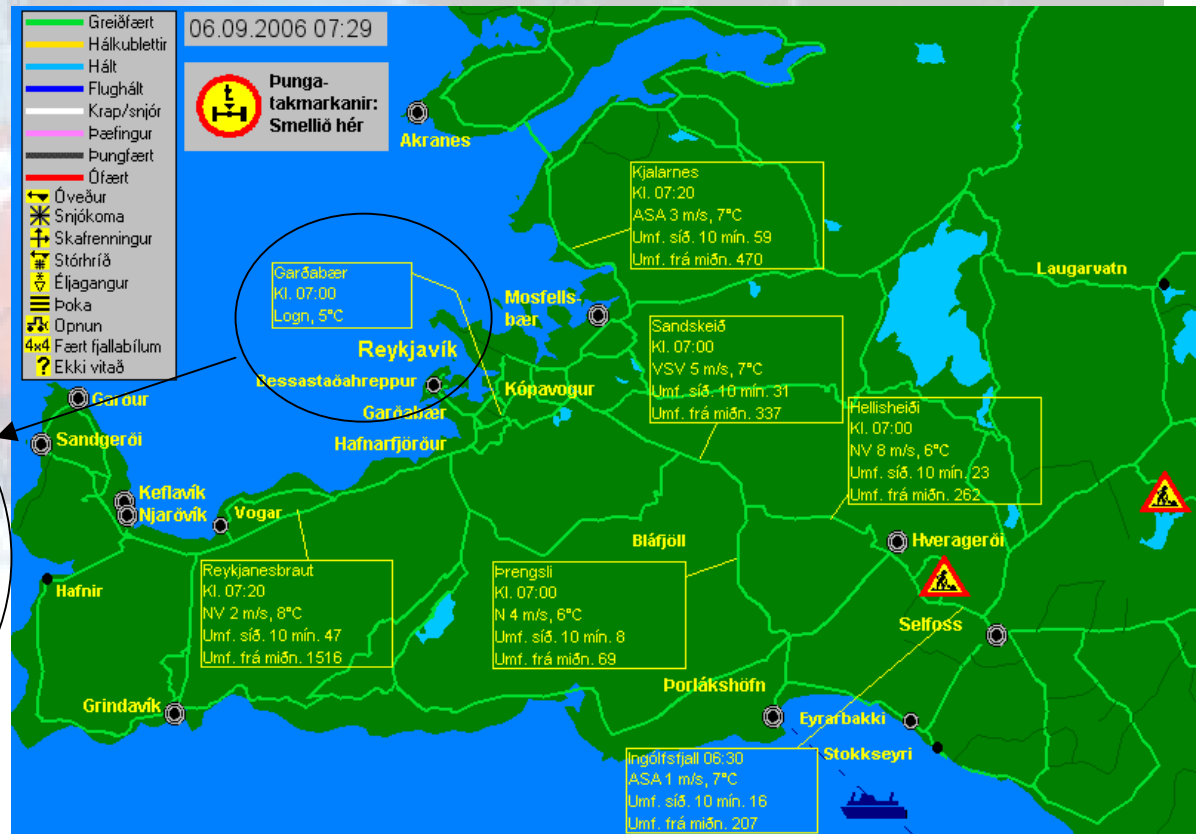 Greiðfært
Hálkublettir
Hált
Flughált
Krap/snjór
Þæfingur
Þungfært
Ófært
Óveður
Snjókoma
Skafrenningur
Stórhríð
Éljagangur
Þoka
Opnun
4x4 Fært fjallabílum
? Ekki vitað
06.09.2006 07:29
t
Þunga-
takmarkanir:
Smellið hér
Akranes
Kjalarnes
Kl. 07:20
ASA 3 m/s, 7°C
Umf. síð. 10 mín. 59
Umf. frá miðn. 470
Laugarvatn
Garðabær
Kl. 07:00
Logn, 5°C
Mosfells-
bær
Reykjavík
Bessastaðahreppur
Kópavogur
Garðabær
Hafnarfjörður
Sandskeið
Kl. 07:00
VSV 5 m/s, 7°C
Umf. síð. 10 mín. 31
Umf. frá miðn. 337
Hellisheiði
Kl. 07:00
NV 8 m/s, 6°C
Umf. síð. 10 mín. 23
Umf. frá miðn. 262
Garður
Sandgerði
Keflavík
Njarðvík
Vogar
Bláfjöll
Hveragerði
Hafnir
Reykjanesbraut
Kl. 07:20
NV 2 m/s, 8°C
Umf. síð. 10 mín. 47
Umf. frá miðn. 1516
Þrengsli
Kl. 07:00
N 4 m/s, 6°C
Umf. síð. 10 mín. 8
Umf. frá miðn. 69
Selfoss
Grindavík
Þorlákshöfn
Eyrarbakki
Stokkseyri
Ingólfsfjall 06:30
ASA 1 m/s, 7°C
Umf. síð. 10 mín. 16
Umf. frá miðn. 207